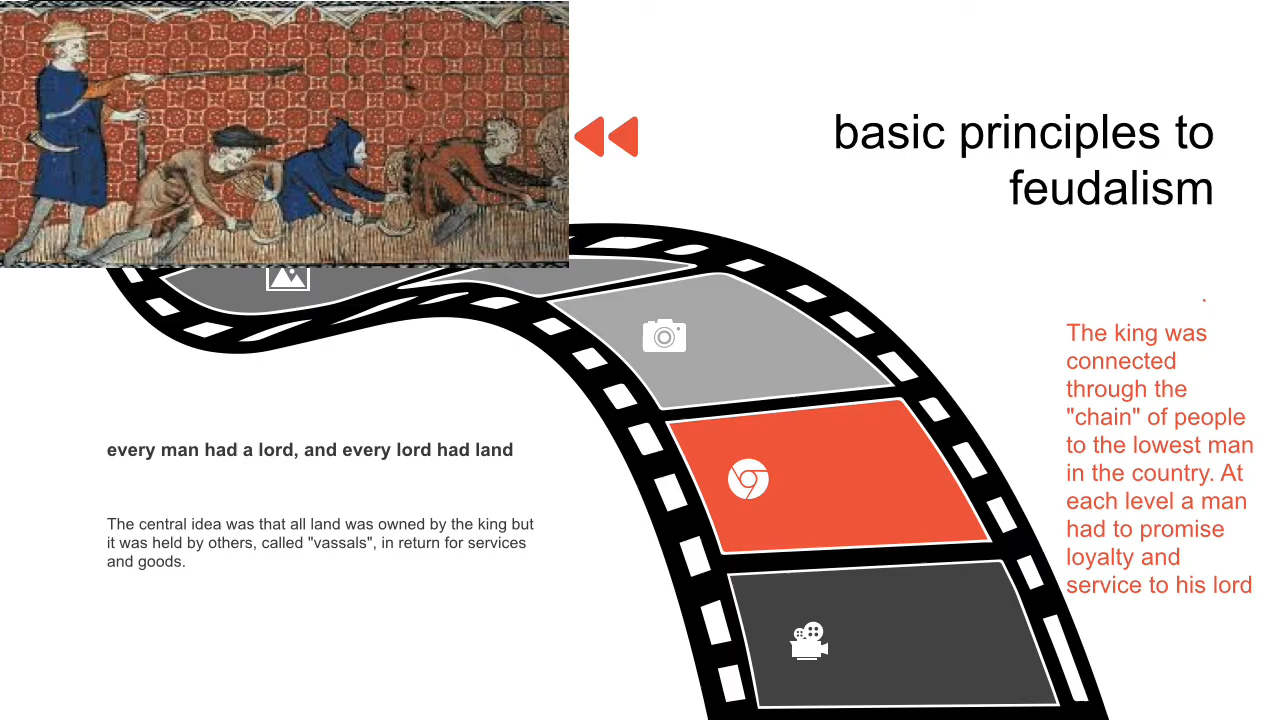 basic principles to
feudalism
.
The king was
connected
through the
"chain" of people
to the lowest man
in the country. At
each level a man
had to promise
loyalty and
service to his lord
every man had a lord, and every lord had land
The central idea was that all land was owned by the king but
it was held by others, called "vassals", in return for services
and goods.